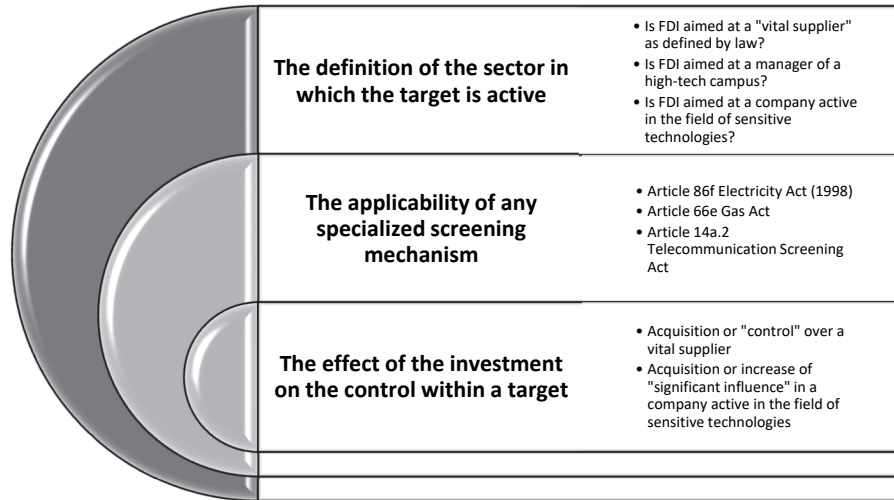 The definition of the sector in
which the target is active
• Is FDI aimed at a "vital supplier"
as defined by law?
• Is FDI aimed at a manager of a
high-tech campus?
• Is FDI aimed at a company active
in the field of sensitive
technologies?
The applicability of any
specialized screening
mechanism
• Article 86f Electricity Act (1998)
• Article 66e Gas Act
• Article 14a.2
Telecommunication Screening
Act
The effect of the investment
on the control within a target
• Acquisition or "control" over a
vital supplier
• Acquisition or increase of
"significant influence" in a
company active in the field of
sensitive technologies